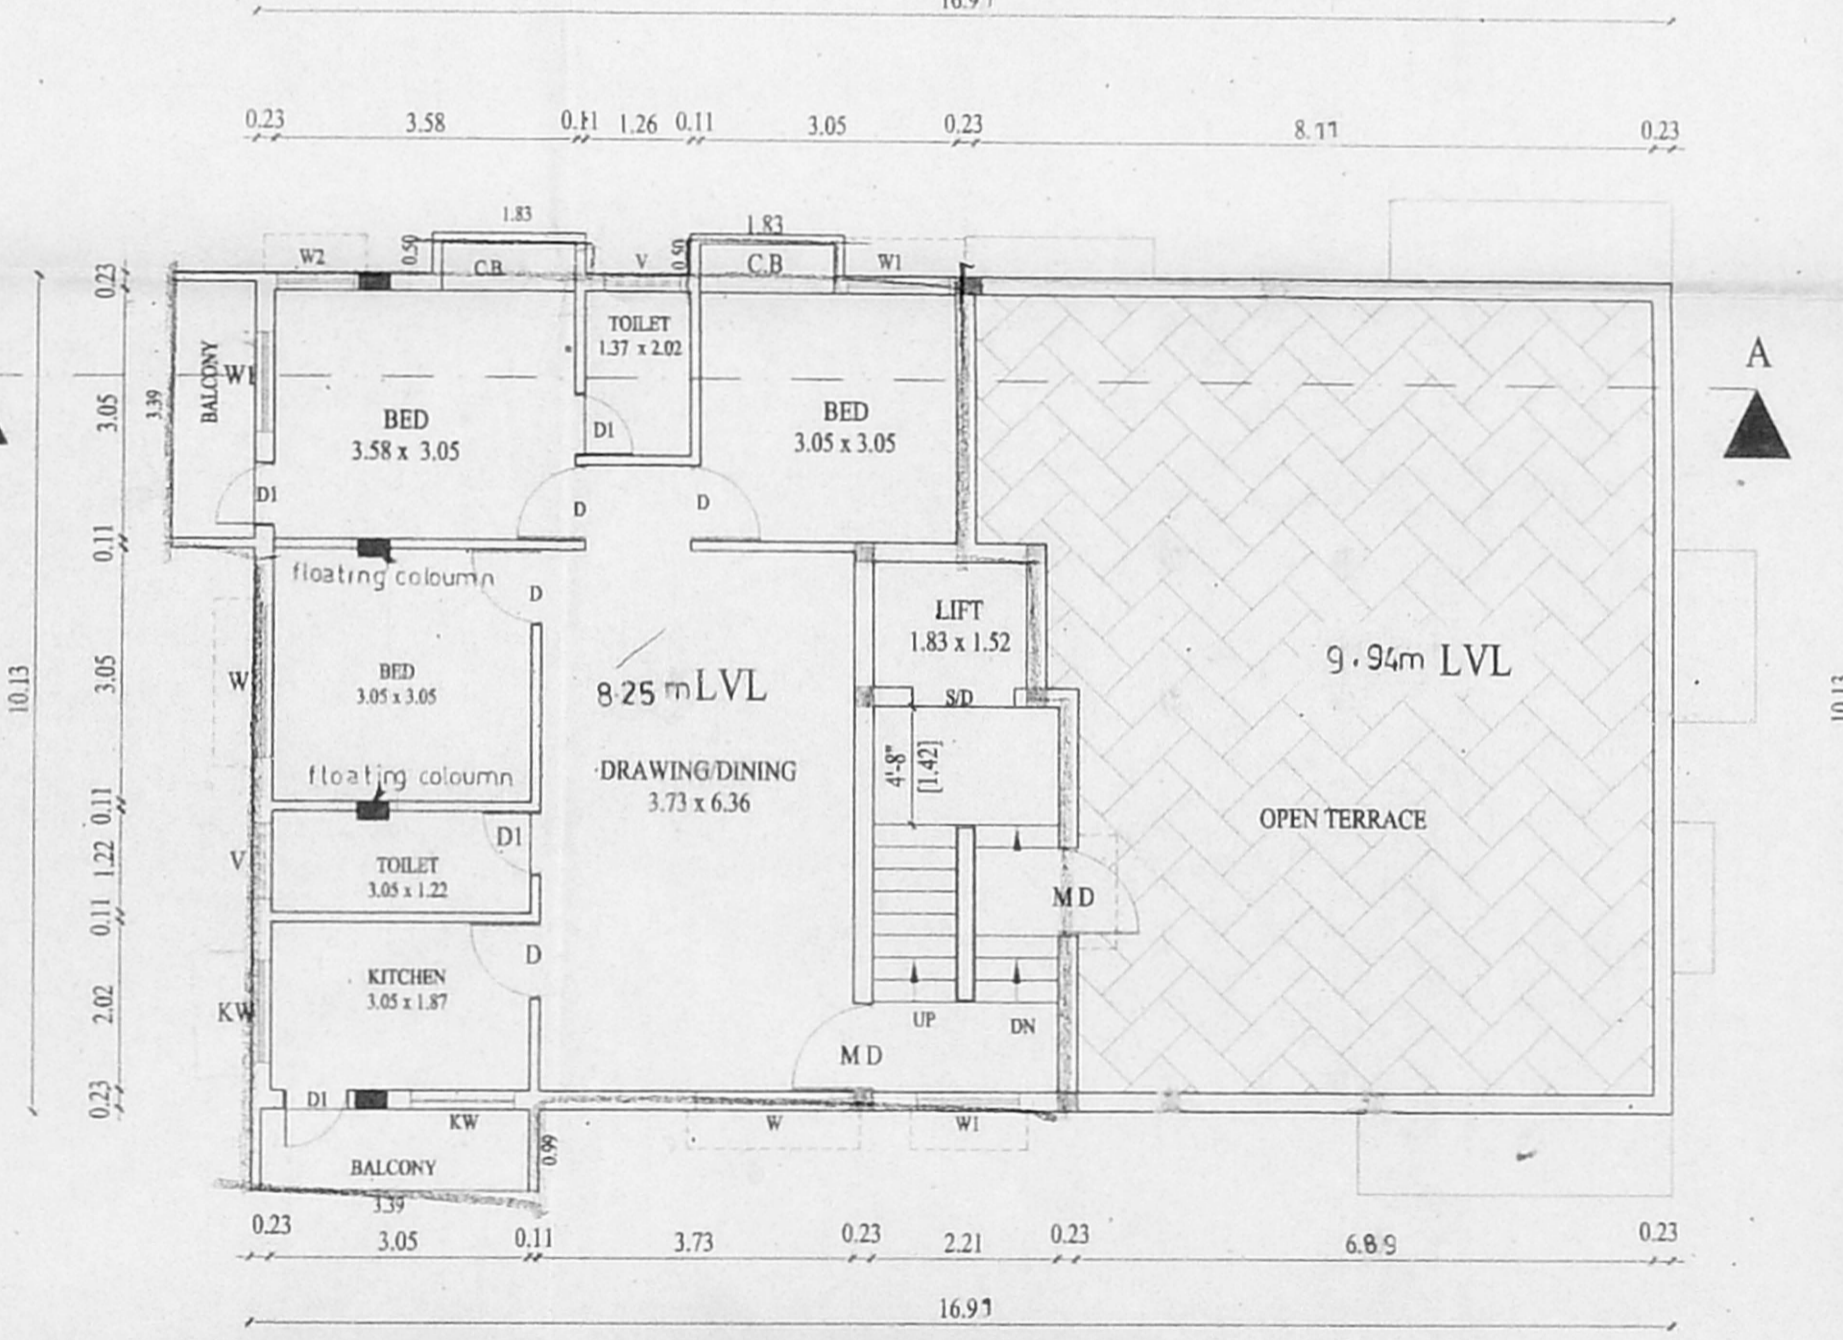 0.23 3.58 0.11 1.26 0.11 3.05 0.23 8.11 0.23
1.83 1.83
W2 0.50 C.B V 0.50 C.B W1
0.23
TOILET
1.37 x 2.02
A
BALCONY
W1
3.39
3.05
BED
3.58 x 3.05
BED
3.05 x 3.05
D1
D1 D D
0.11
floating coloumn
D
LIFT
1.83 x 1.52
9.94m LVL
W
BED
3.05 x 3.05
3.05
10.13
8.25 m LVL
S/D
10.13
4'-8"
[1.42]
floating coloumn
DRAWING/DINING
3.73 x 6.36
0.11
OPEN TERRACE
D1
V
TOILET
3.05 x 1.22
1.22
M D
0.11
D
KITCHEN
3.05 x 1.87
KW
2.02
UP DN
M D
0.23
D1 KW W W1
0.99
BALCONY
3.39
0.23 3.05 0.11 3.73 0.23 2.21 0.23 6.89 0.23